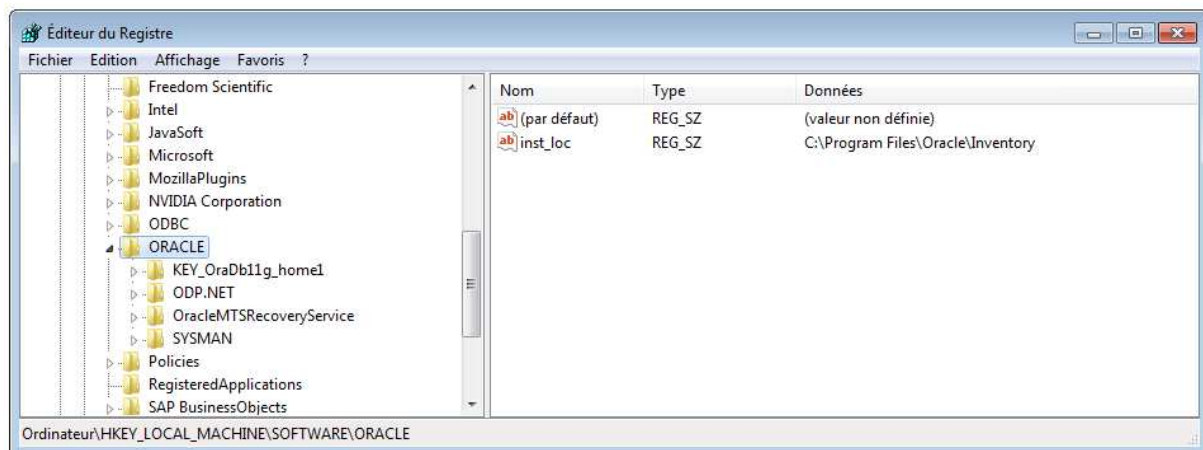 Éditeur du Registre
Fichier Edition Affichage Favoris ?
Freedom Scientific
Intel
JavaSoft
Microsoft
MozillaPlugins
NVIDIA Corporation
ODBC
ORACLE
KEY_OraDb11g_home1
ODP.NET
OracleMTSRecoveryService
SYSMAN
Policies
RegisteredApplications
SAP BusinessObjects
Nom Type Données
ab (par défaut) REG_SZ (valeur non définie)
ab inst_loc REG_SZ C:\Program Files\Oracle\Inventory
Ordinateur\HKEY_LOCAL_MACHINE\SOFTWARE\ORACLE